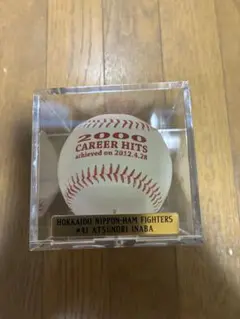 2000
CAREER HITS
achieved on 2012.4.28
HOKKAIDO NIPPON-HAM FIGHTERS
#41 ATSUNORI INABA